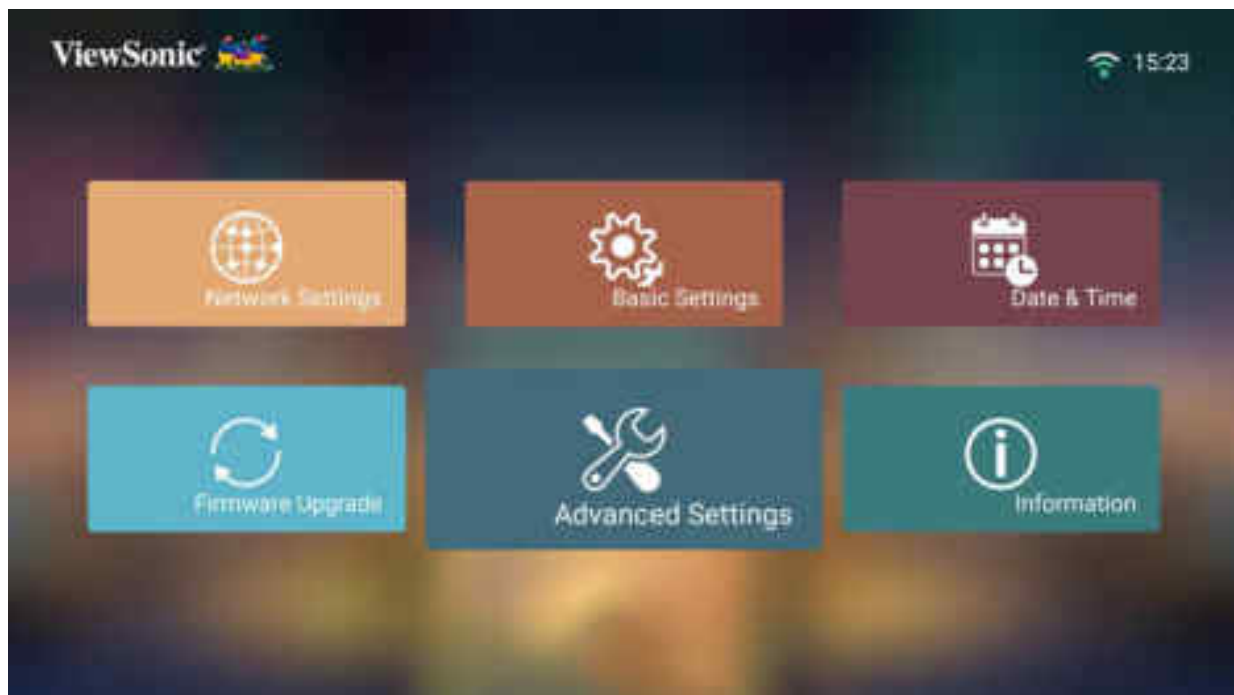 ViewSonic
15:23
Network Settings
Basic Settings
Date & Time
Firmware Upgrade
Advanced Settings
Information